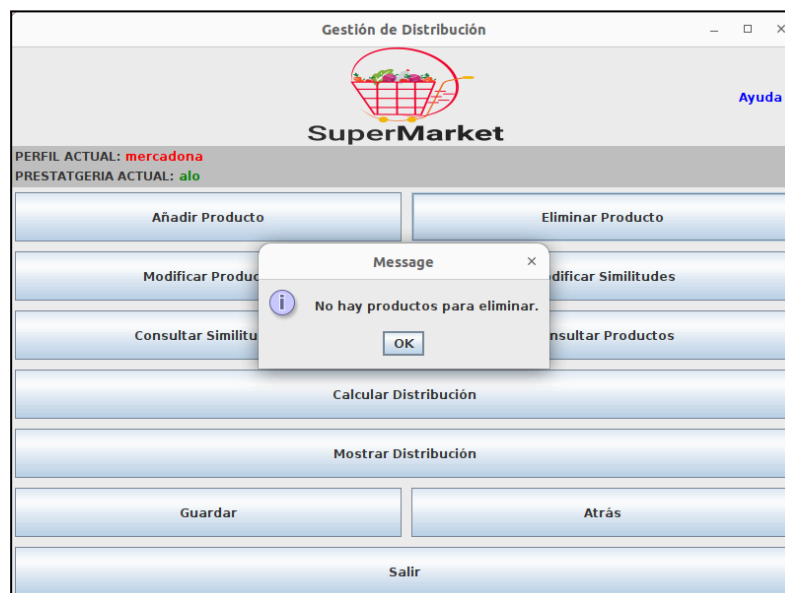 Gestión de Distribución
SuperMarket
Ayuda
PERFIL ACTUAL: mercadona
PRESTATGERIA ACTUAL: alo
Añadir Producto
Eliminar Producto
Modificar Produc
Message
dificar Similitudes
No hay productos para eliminar.
Consultar Similitu
OK
nsultar Productos
Calcular Distribución
Mostrar Distribución
Guardar
Atrás
Salir